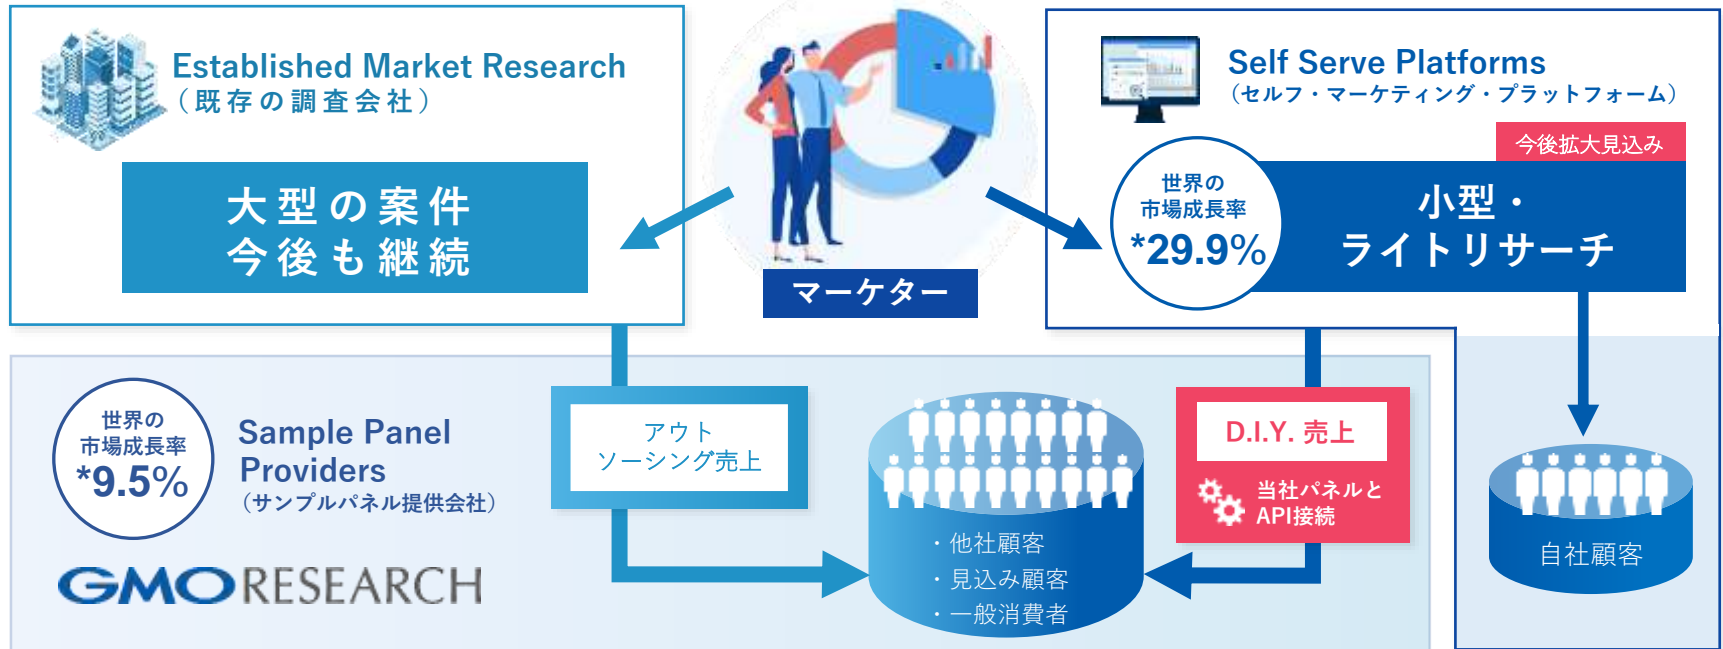 Established Market Research
（既存の調査会社）
大型の案件
今後も継続
マーケター
Self Serve Platforms
（セルフ・マーケティング・プラットフォーム）
今後拡大見込み
世界の
市場成長率
*29.9%
小型・
ライトリサーチ
世界の
市場成長率
*9.5%
Sample Panel
Providers
（サンプルパネル提供会社）
GMO RESEARCH
アウト
ソーシング売上
・他社顧客
・見込み顧客
・一般消費者
D.I.Y. 売上
当社パネルと
API接続
自社顧客